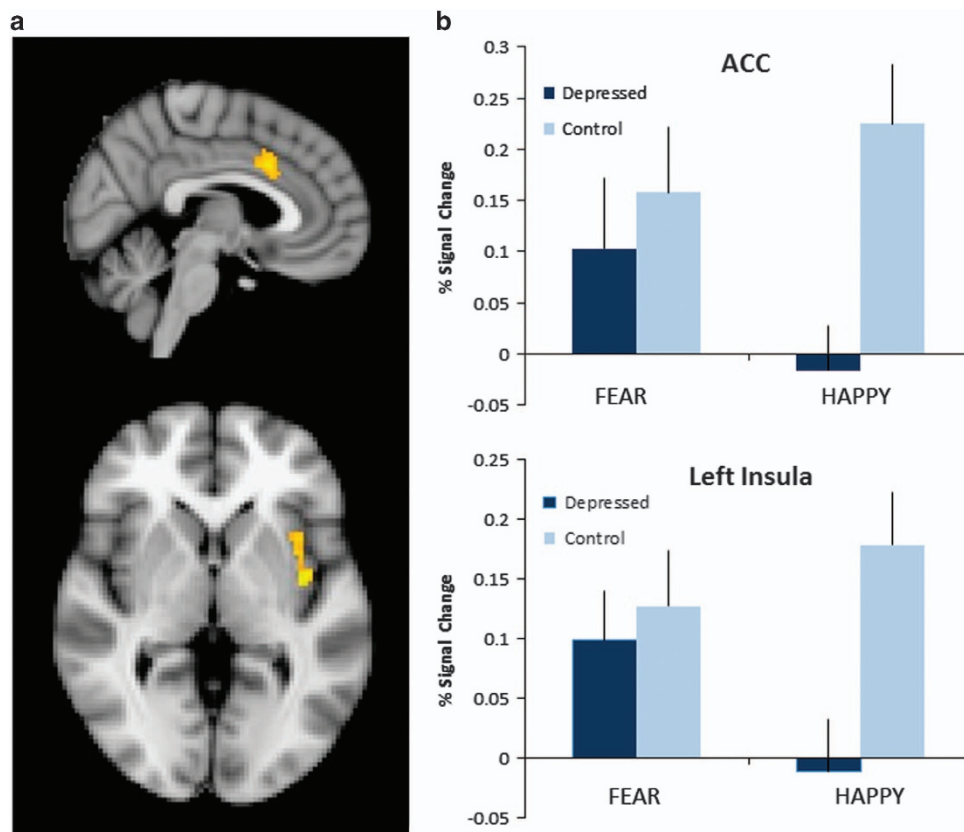 a
b
ACC
Depressed
Control
% Signal Change
0.3
0.25
0.2
0.15
0.1
0.05
0
-0.05
FEAR
HAPPY
Left Insula
Depressed
Control
% Signal Change
0.25
0.2
0.15
0.1
0.05
0
-0.05
FEAR
HAPPY